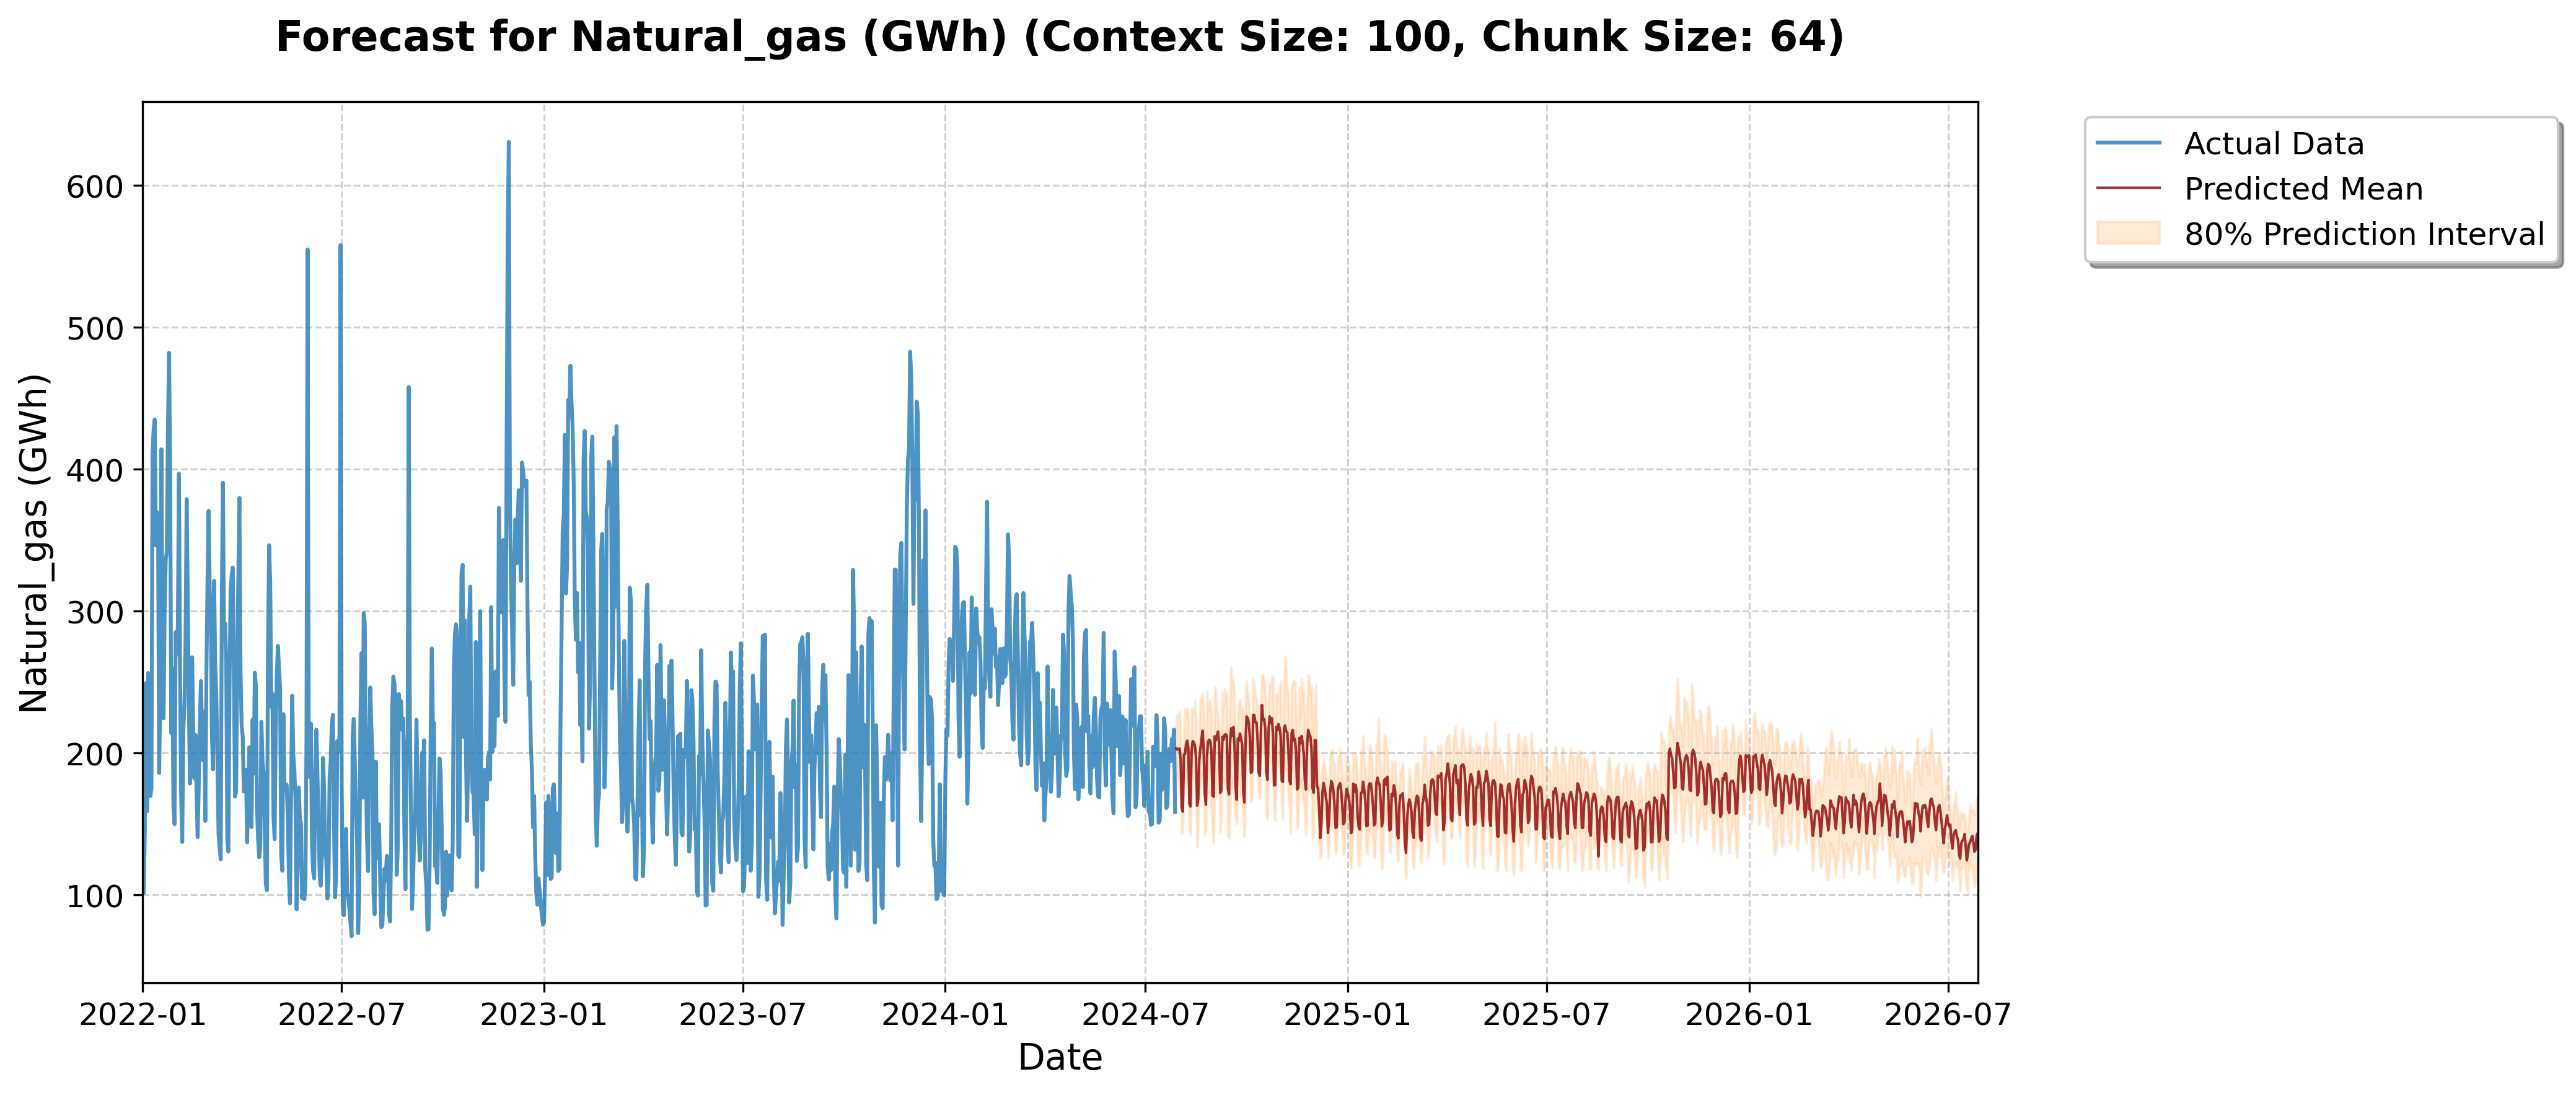 Forecast for Natural_gas (GWh) (Context Size: 100, Chunk Size: 64)
Actual Data
Predicted Mean
80% Prediction Interval
Natural_gas (GWh)
600
500
400
300
200
100
2022-01 2022-07 2023-01 2023-07 2024-01 2024-07 2025-01 2025-07 2026-01 2026-07
Date